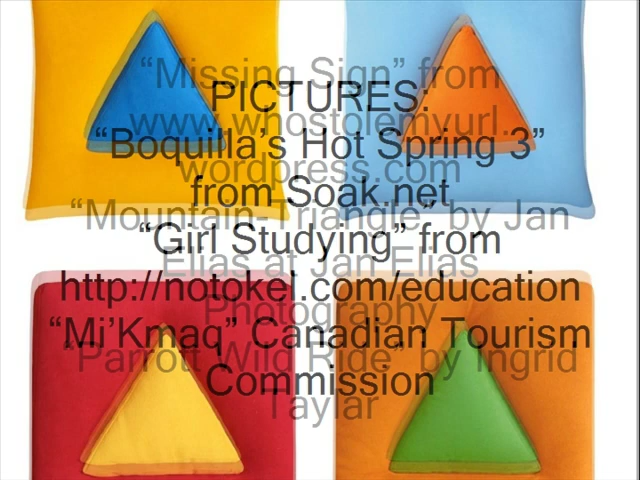 “Missing Sign” from
PICTURES:
www.whostolemyurl.
“Boquilla’s Hot Spring 3”
wordpress.com
from Soak.net
“Mountain-Triangle” by Jan
“Girl Studying” from
Elias at Jan Elias
http://notokel.com/education
Photography
“Mi’Kmaq” Canadian Tourism
“Parrott Wild Ride” by Ingrid
Commission
Taylar